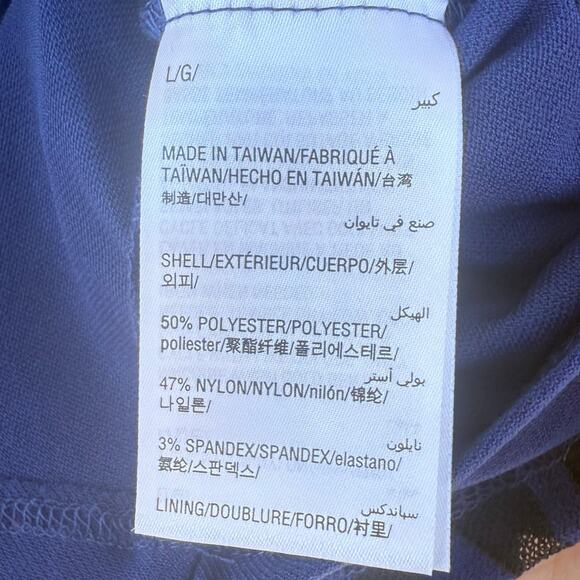 L/G/
كبير
MADE IN TAIWAN/FABRIQUÉ À
TAÏWAN/HECHO EN TAIWÁN/台湾
制造/대만산/
صنع في تايوان
SHELL/EXTÉRIEUR/CUERPO/外层/
외피/
الهيكل
50% POLYESTER/POLYESTER/
poliester/聚酯纤维/폴리에스테르/
بولي أستر
47% NYLON/NYLON/nilón/锦纶/
나일론/
نايلون
3% SPANDEX/SPANDEX/elastano/
氨纶/스판덱스/
سباندكس
LINING/DOUBLURE/FORRO/衬里/